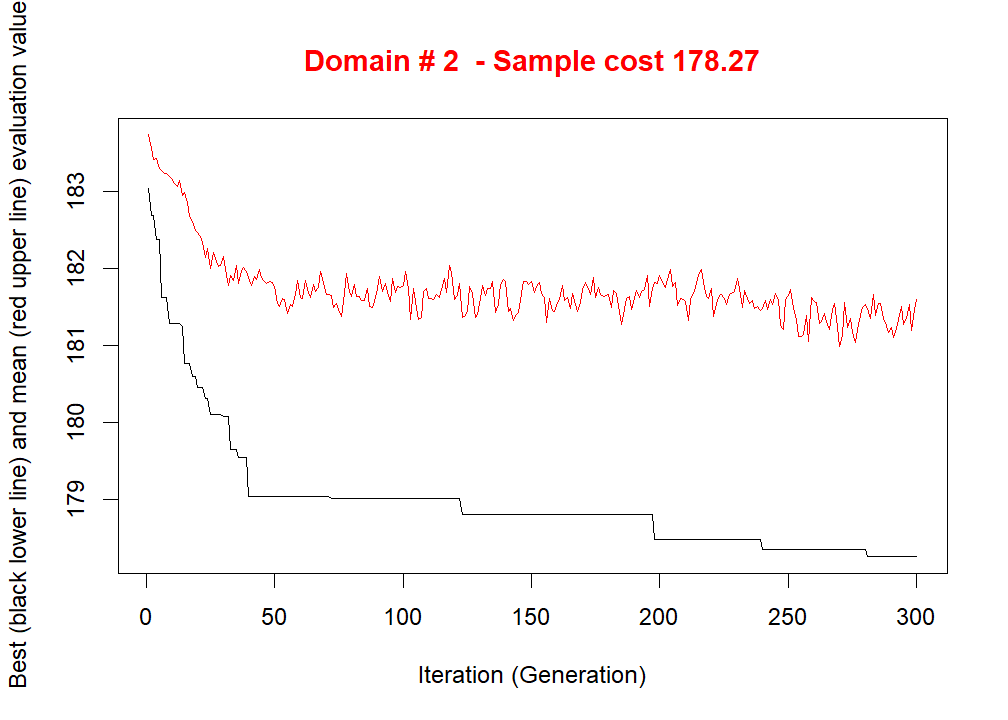 Domain # 2  - Sample cost 178.27
Best (black lower line) and mean (red upper line) evaluation value
183
182
181
180
179
0 50 100 150 200 250 300
Iteration (Generation)